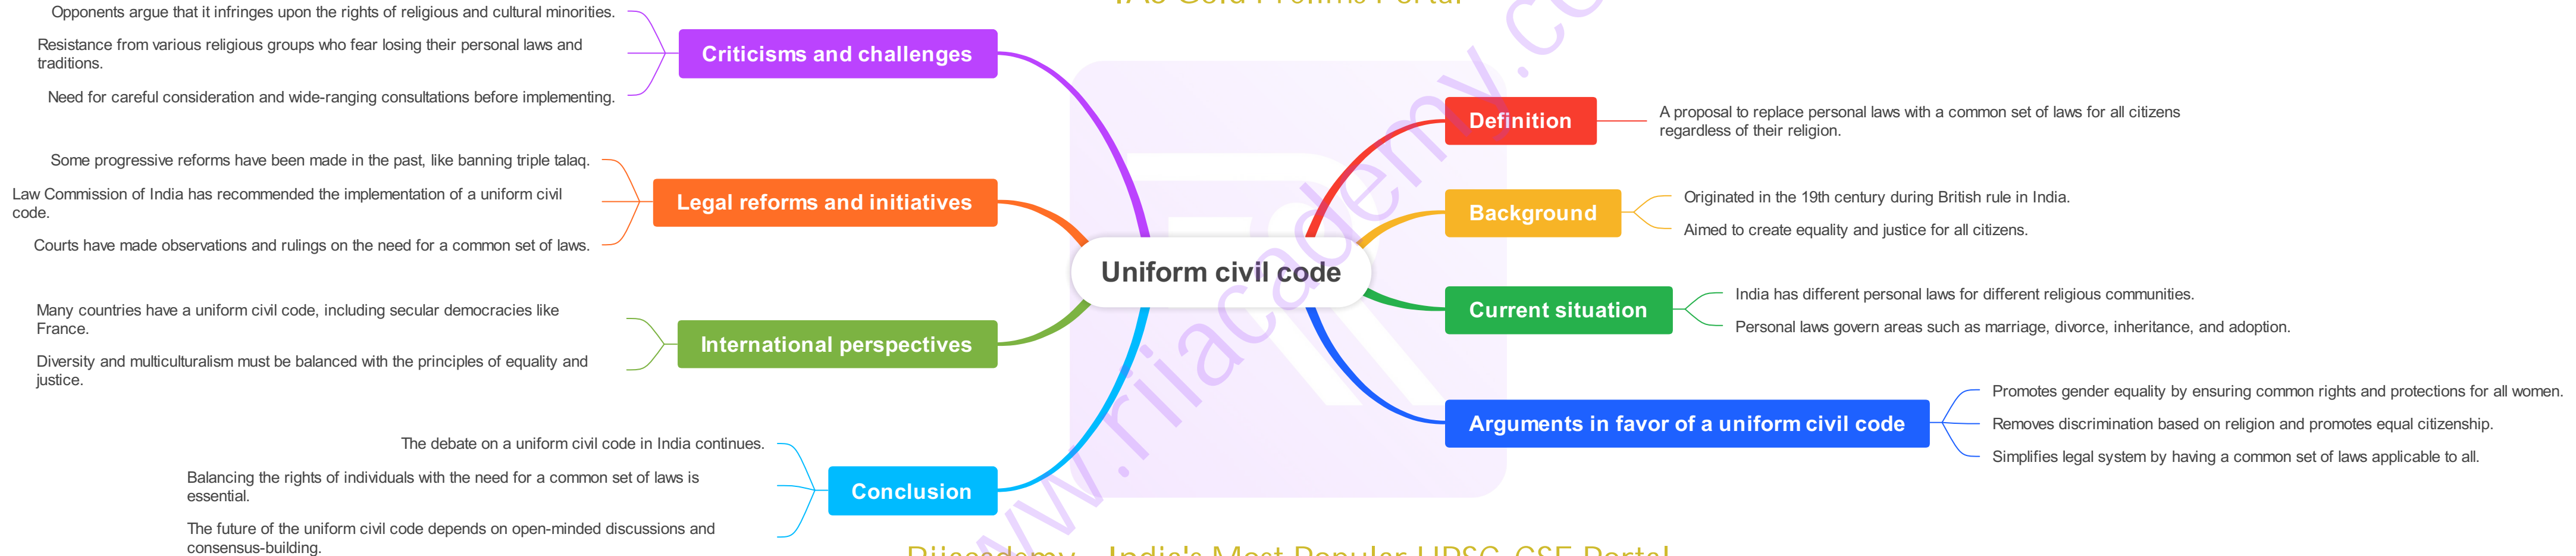 IAS Gold Prelims Portal
Uniform civil code
Definition
A proposal to replace personal laws with a common set of laws for all citizens
regardless of their religion.
Background
Originated in the 19th century during British rule in India.
Aimed to create equality and justice for all citizens.
Current situation
India has different personal laws for different religious communities.
Personal laws govern areas such as marriage, divorce, inheritance, and adoption.
Arguments in favor of a uniform civil code
Promotes gender equality by ensuring common rights and protections for all women.
Removes discrimination based on religion and promotes equal citizenship.
Simplifies legal system by having a common set of laws applicable to all.
Criticisms and challenges
Opponents argue that it infringes upon the rights of religious and cultural minorities.
Resistance from various religious groups who fear losing their personal laws and
traditions.
Need for careful consideration and wide-ranging consultations before implementing.
Legal reforms and initiatives
Some progressive reforms have been made in the past, like banning triple talaq.
Law Commission of India has recommended the implementation of a uniform civil
code.
Courts have made observations and rulings on the need for a common set of laws.
International perspectives
Many countries have a uniform civil code, including secular democracies like
France.
Diversity and multiculturalism must be balanced with the principles of equality and
justice.
Conclusion
The debate on a uniform civil code in India continues.
Balancing the rights of individuals with the need for a common set of laws is
essential.
The future of the uniform civil code depends on open-minded discussions and
consensus-building.
India's Most Popular UPSC CSE Portal